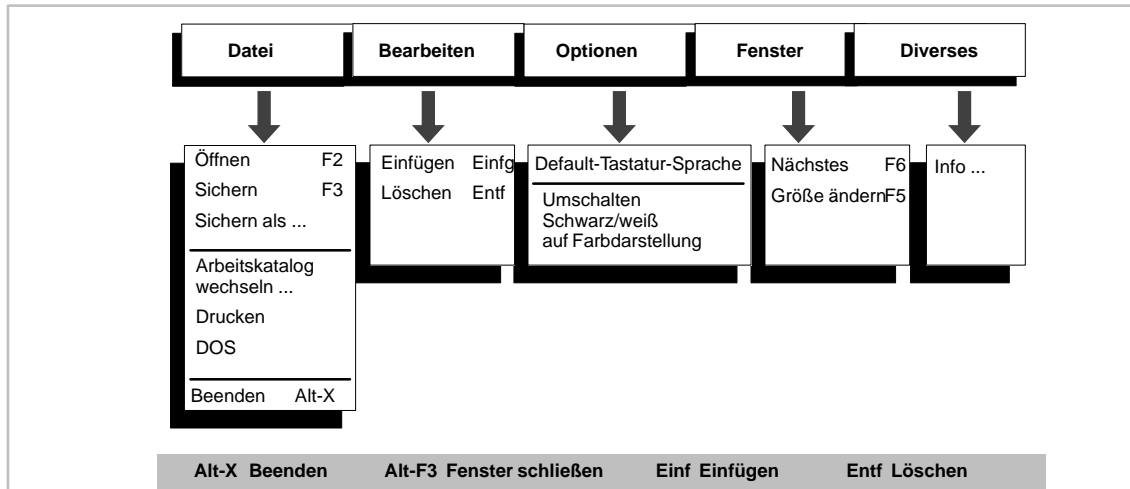 Datei Bearbeiten Optionen Fenster Diverses
Öffnen F2
Sichern F3
Sichern als ...
Arbeitskatalog
wechseln ...
Drucken
DOS
Beenden Alt-X
Einfügen Einfg
Löschen Entf
Default-Tastatur-Sprache
Umschalten
Schwarz/weiß
auf Farbdarstellung
Nächstes F6
Größe ändernF5
Info ...
Alt-X Beenden Alt-F3 Fenster schließen Einf Einfügen Entf Löschen